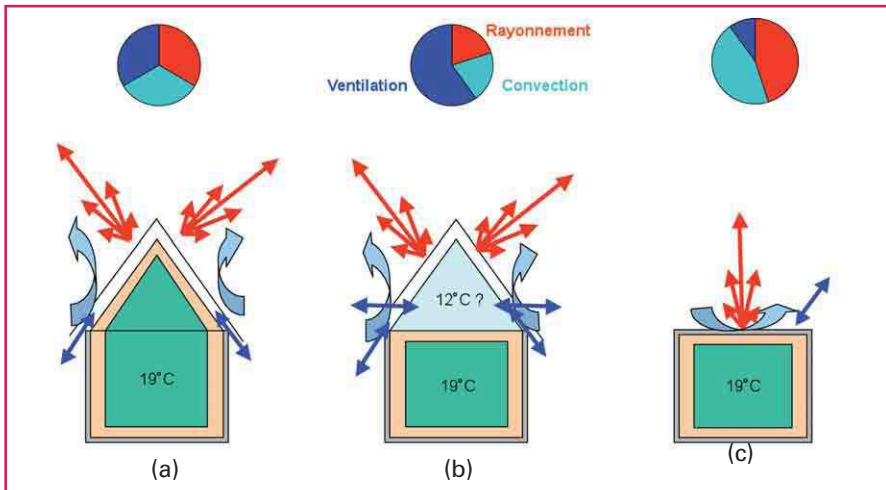 Rayonnement
Ventilation
Convection
12°C ?
19°C
19°C
19°C
(a)
(b)
(c)